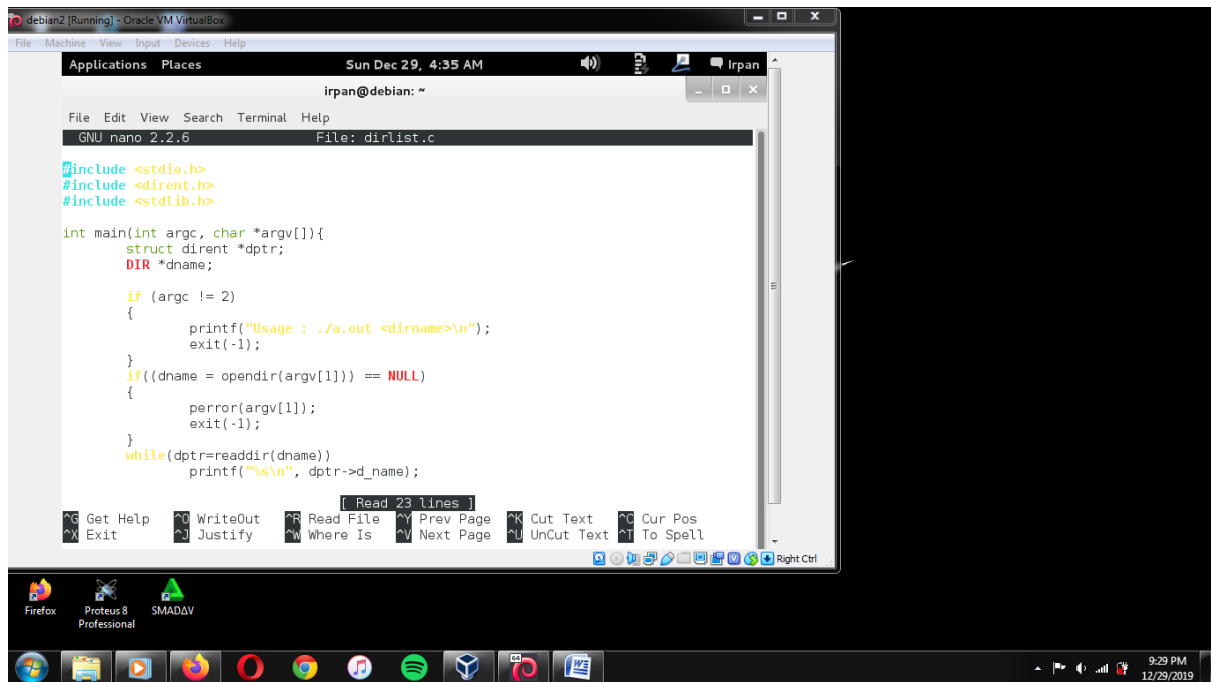 debian2 [Running] - Oracle VM VirtualBox
File Machine View Input Devices Help
Applications Places Sun Dec 29, 4:35 AM Irpan
irpan@debian: ~
File Edit View Search Terminal Help
GNU nano 2.2.6 File: dirlist.c
#include <stdio.h>
#include <dirent.h>
#include <stdlib.h>
int main(int argc, char *argv[]){
struct dirent *dptr;
DIR *dname;
if (argc != 2)
{
printf("Usage : ./a.out <dirname>\n");
exit(-1);
}
if((dname = opendir(argv[1])) == NULL)
{
perror(argv[1]);
exit(-1);
}
while(dptr=readdir(dname))
printf("%s\n", dptr->d_name);
[ Read 23 lines ]
^G Get Help ^O WriteOut ^R Read File ^Y Prev Page ^K Cut Text ^C Cur Pos
^X Exit ^J Justify ^W Where Is ^V Next Page ^U UnCut Text ^T To Spell
Right Ctrl
Firefox Proteus 8 SMADΔV
Professional
64
9:29 PM
12/29/2019